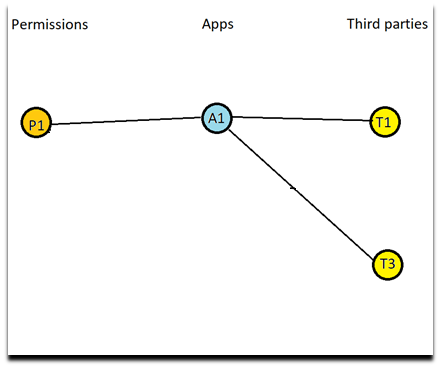 Permissions Apps Third parties
P1 A1 T1
T3